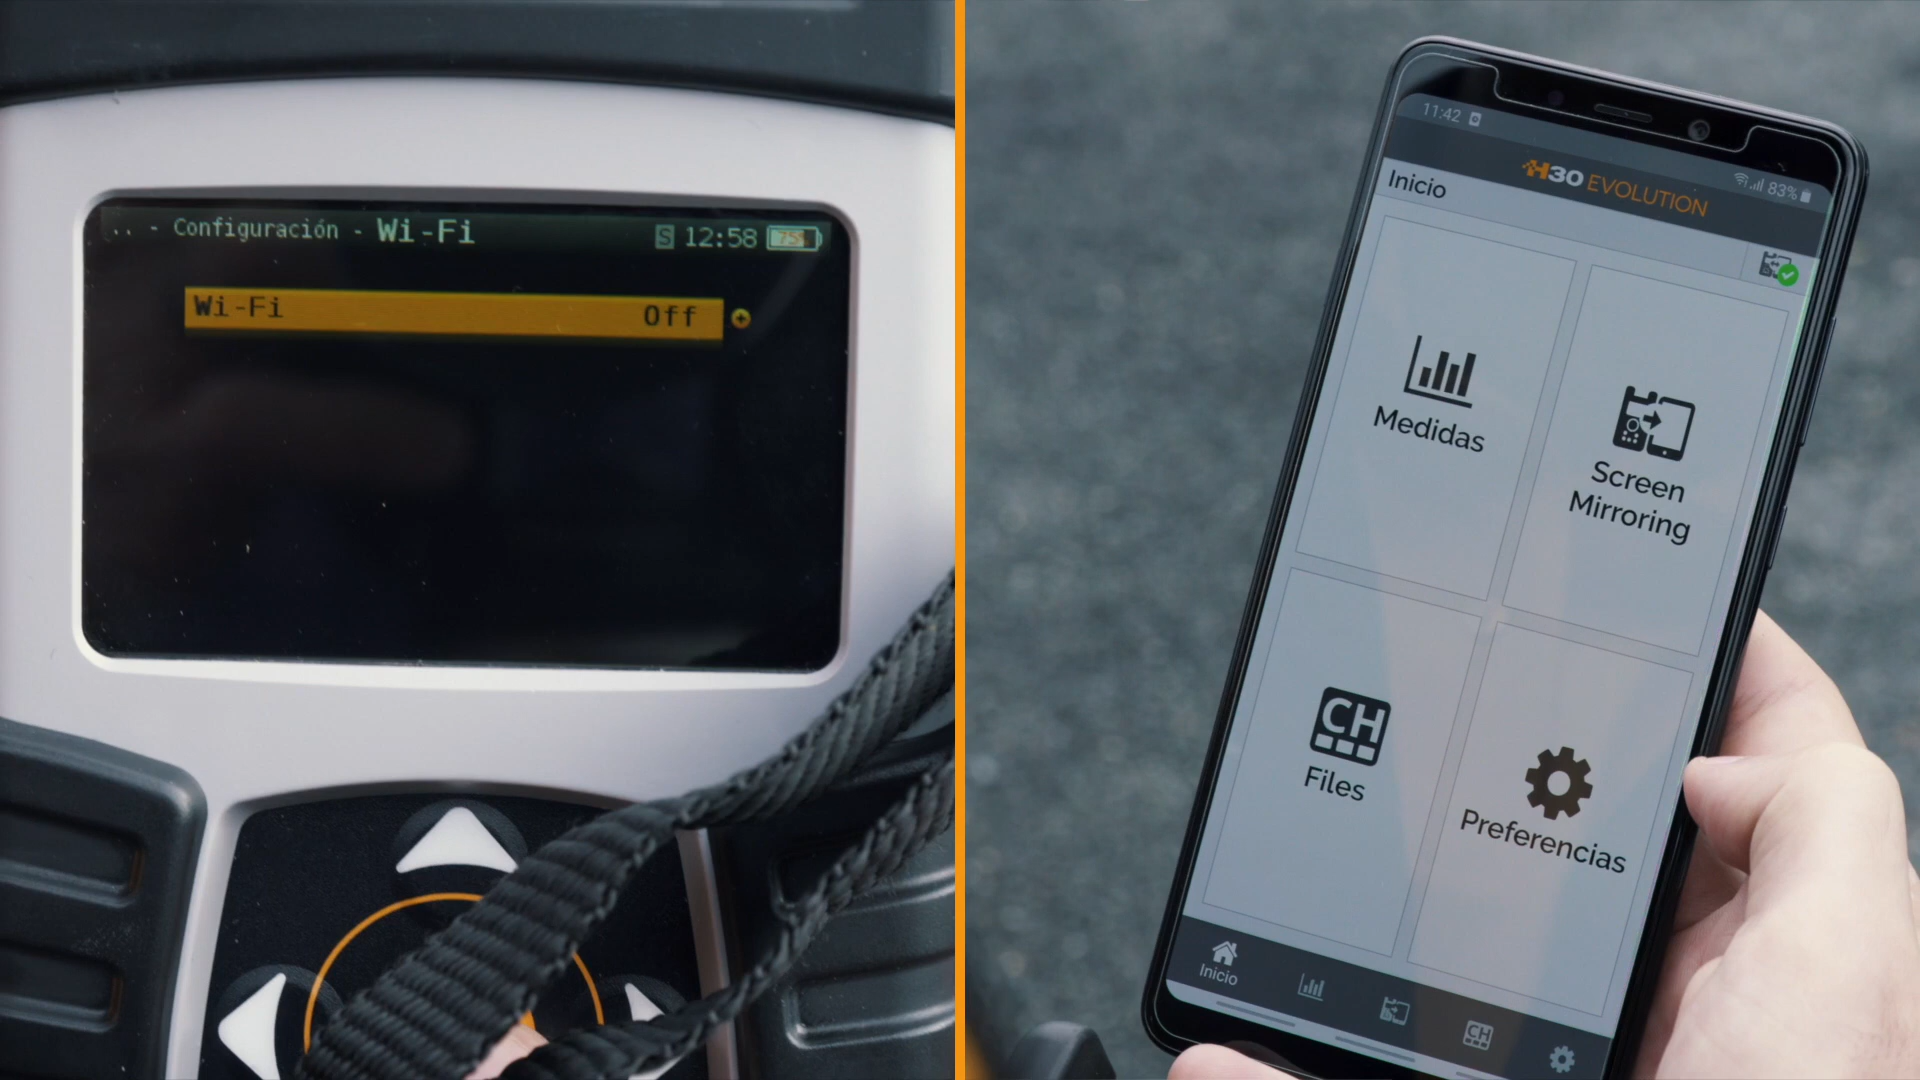 .. - Configuración - Wi-Fi S 12:58 75%
Wi-Fi Off
11:42 83%
H30 EVOLUTION
Inicio
Medidas
Screen
Mirroring
CH
Files
Preferencias
Inicio
CH